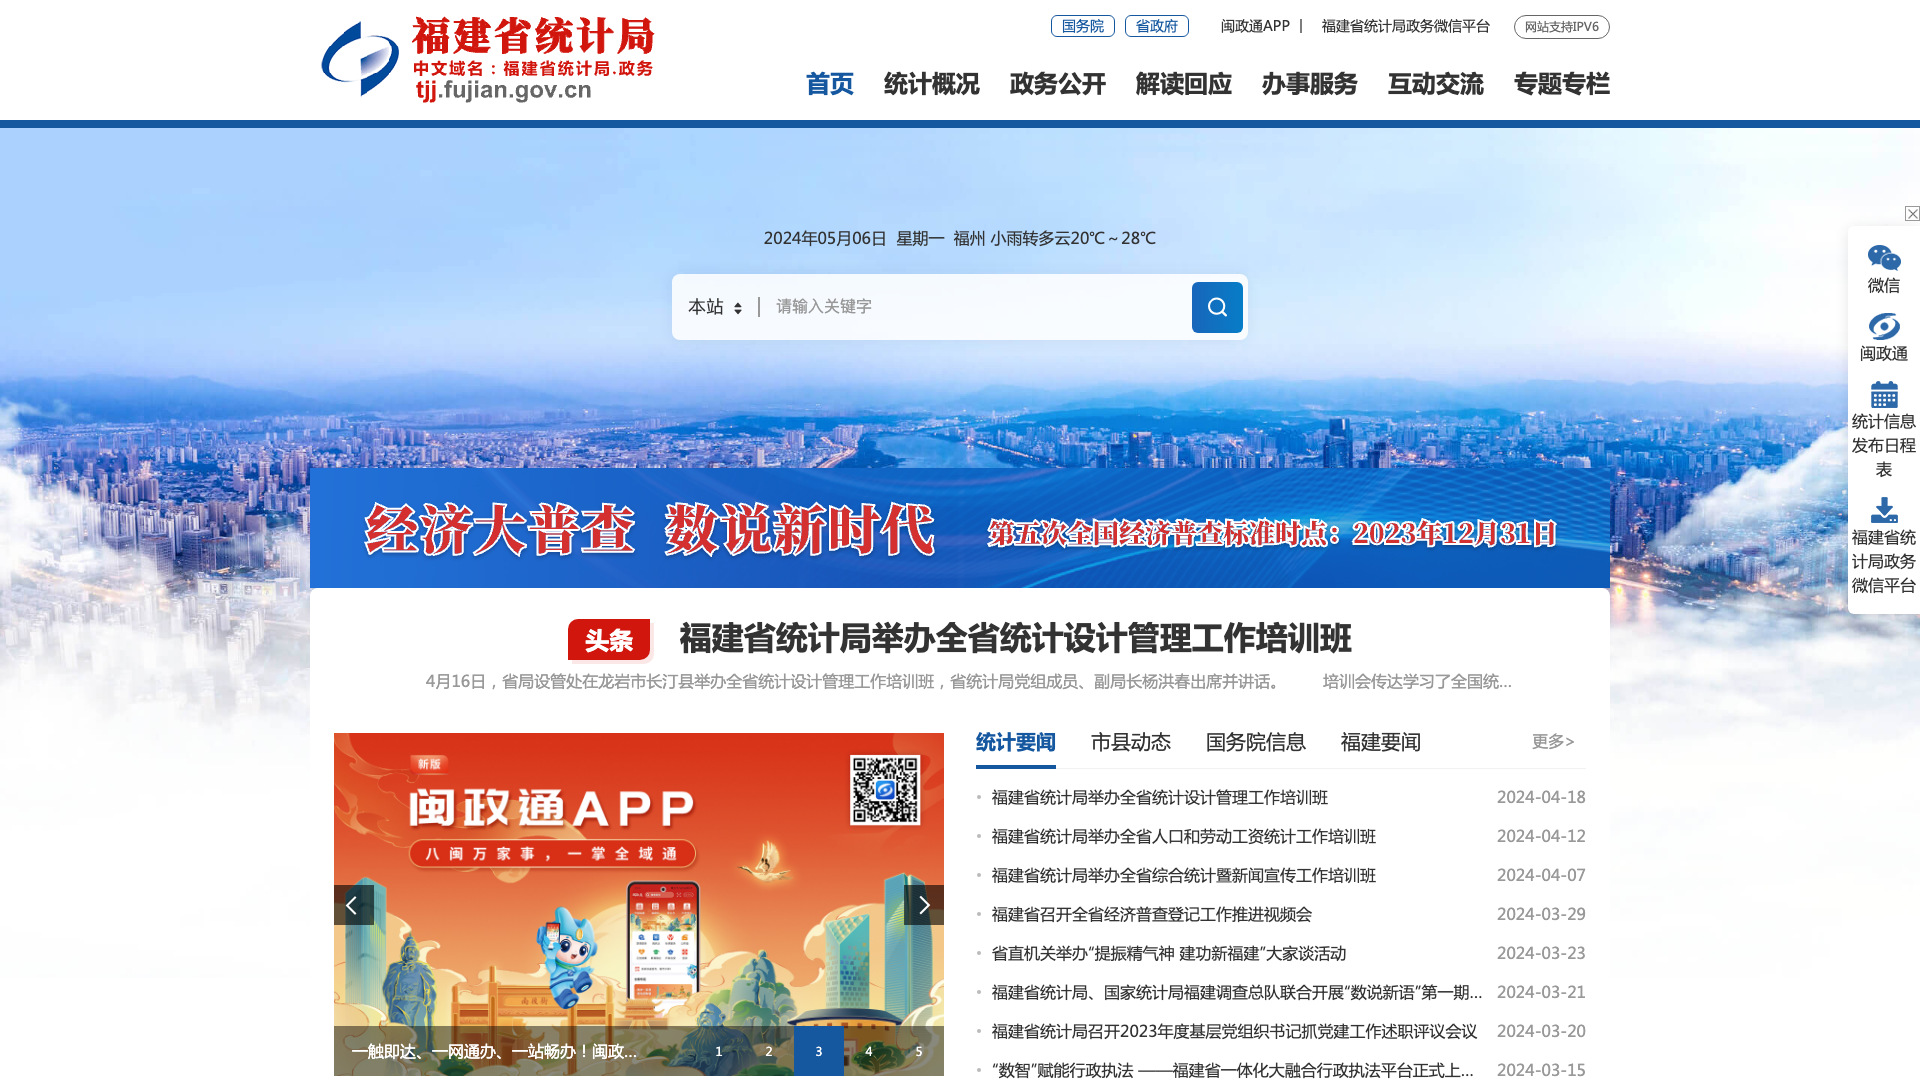 福建省统计局
中文域名：福建省统计局.政务
tjj.fujian.gov.cn
国务院 省政府 闽政通APP | 福建省统计局政务微信平台 网站支持IPV6
首页 统计概况 政务公开 解读回应 办事服务 互动交流 专题专栏
2024年05月06日 星期一 福州 小雨转多云20℃～28℃
本站 | 请输入关键字
微信
闽政通
统计信息
发布日程
表
福建省统
计局政务
微信平台
经济大普查 数说新时代 第五次全国经济普查标准时点：2023年12月31日
头条 福建省统计局举办全省统计设计管理工作培训班
4月16日，省局设管处在龙岩市长汀县举办全省统计设计管理工作培训班，省统计局党组成员、副局长杨洪春出席并讲话。 培训会传达学习了全国统...
新版
闽政通APP
八闽万家事，一掌全域通
一触即达、一网通办、一站畅办！闽政... 1 2 3 4 5
统计要闻 市县动态 国务院信息 福建要闻 更多>
福建省统计局举办全省统计设计管理工作培训班 2024-04-18
福建省统计局举办全省人口和劳动工资统计工作培训班 2024-04-12
福建省统计局举办全省综合统计暨新闻宣传工作培训班 2024-04-07
福建省召开全省经济普查登记工作推进视频会 2024-03-29
省直机关举办“提振精气神 建功新福建”大家谈活动 2024-03-23
福建省统计局、国家统计局福建调查总队联合开展“数说新语”第一期... 2024-03-21
福建省统计局召开2023年度基层党组织书记抓党建工作述职评议会议 2024-03-20
“数智”赋能行政执法 ——福建省一体化大融合行政执法平台正式上... 2024-03-15